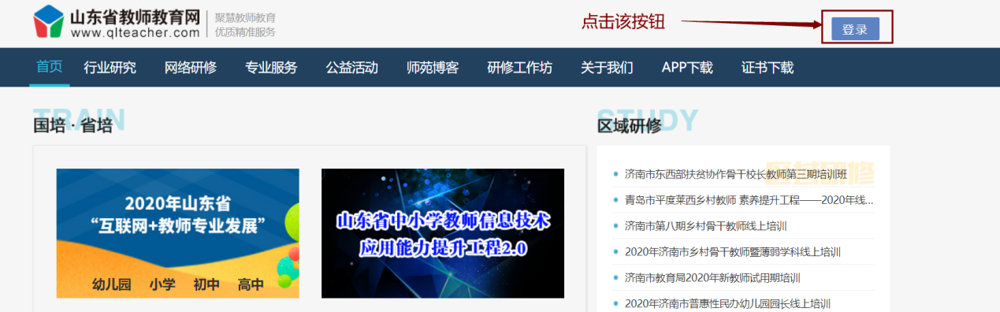 山东省教师教育网
www.qlteacher.com
聚慧教师教育
优质精准服务
点击该按钮
登录
首页 行业研究 网络研修 专业服务 公益活动 师苑博客 研修工作坊 关于我们 APP下载 证书下载
TRAIN
国培·省培
STUDY
区域研修
2020年山东省
“互联网+教师专业发展”
幼儿园 小学 初中 高中
山东省中小学教师信息技术
应用能力提升工程2.0
区域研修
济南市东西部扶贫协作骨干校长教师第三期培训班
青岛市平度莱西乡村教师 素养提升工程——2020年线...
济南市第八期乡村骨干教师线上培训
2020年济南市乡村骨干教师暨薄弱学科线上培训
济南市教育局2020年新教师试用期培训
2020年济南市普惠性民办幼儿园园长线上培训